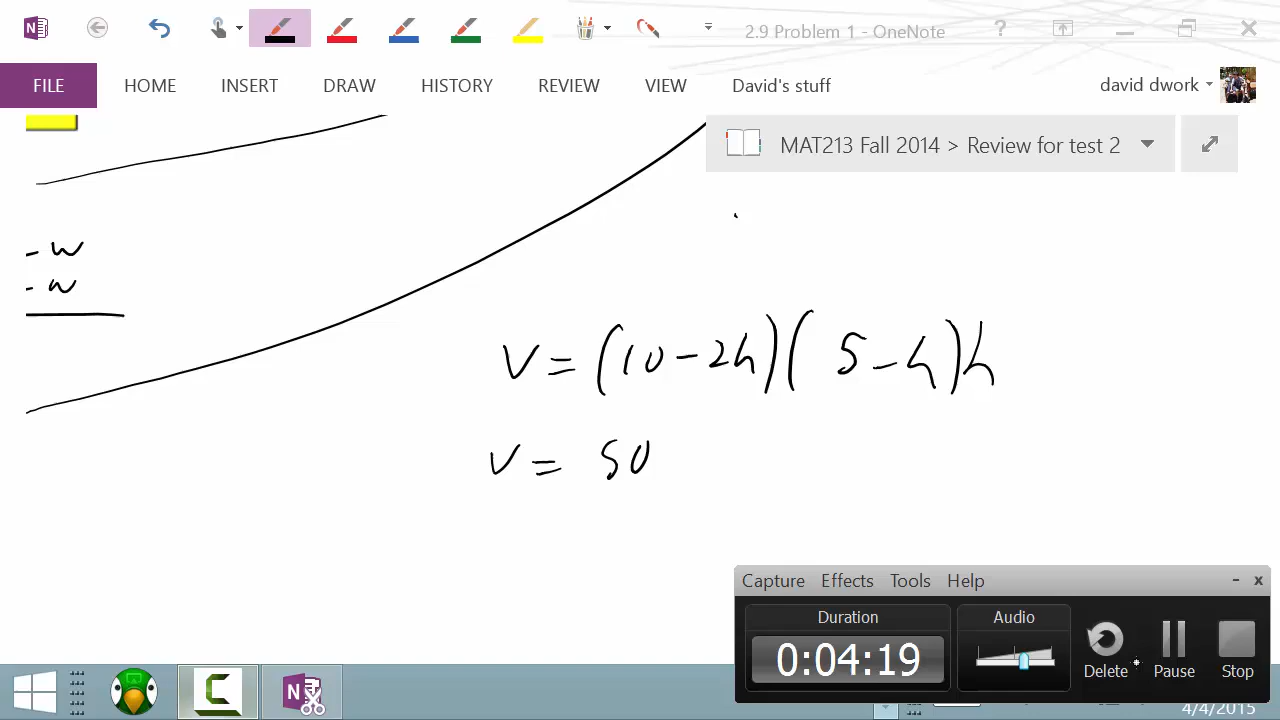 2.9 Problem 1 - OneNote
FILE HOME INSERT DRAW HISTORY REVIEW VIEW David's stuff
david dwork
MAT213 Fall 2014 > Review for test 2
- w
- w
V = (10 - 2h)(5 - h)h
V = 50
Capture Effects Tools Help
Duration
Audio
0:04:19
Delete Pause Stop
4/4/2015